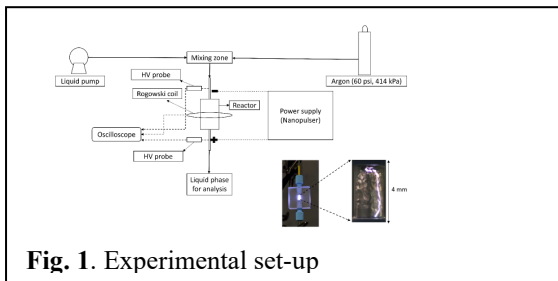 Mixing zone
Liquid pump
HV probe
Argon (60 psi, 414 kPa)
Rogowski coil
Reactor
Power supply
(Nanopulser)
Oscilloscope
HV probe
4 mm
Liquid phase
for analysis
Fig. 1. Experimental set-up